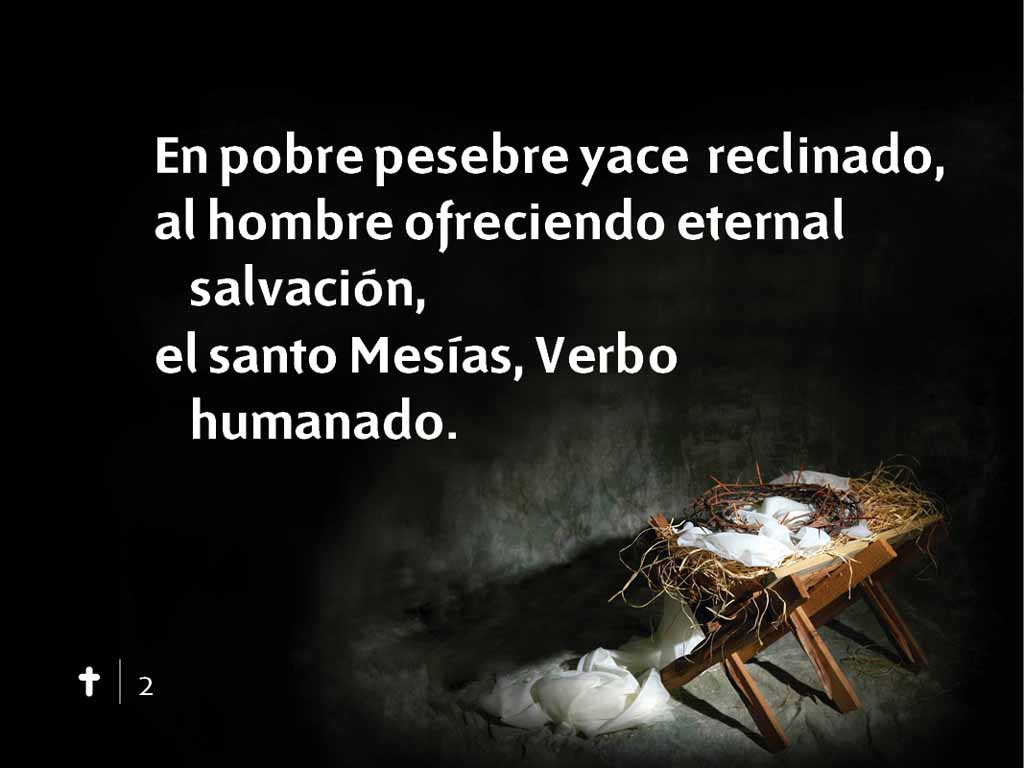 En pobre pesebre yace reclinado,
al hombre ofreciendo eternal
salvación,
el santo Mesías, Verbo
humanado.
2